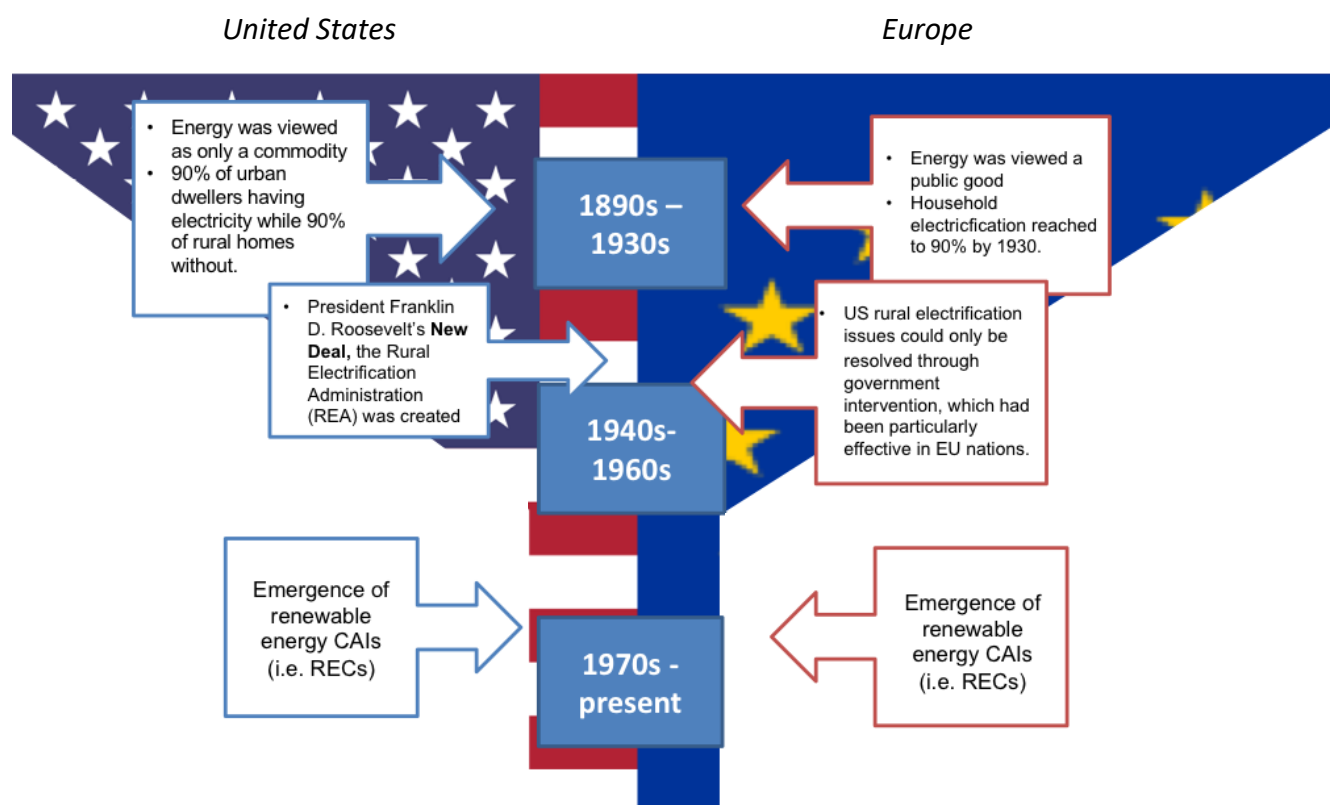 United States
Europe
• Energy was viewed
as only a commodity
• 90% of urban
dwellers having
electricity while 90%
of rural homes
without.
1890s –
1930s
• Energy was viewed a
public good
• Household
electricfication reached
to 90% by 1930.
• President Franklin
D. Roosevelt's New
Deal, the Rural
Electrification
Administration
(REA) was created
1940s-
1960s
• US rural electrification
issues could only be
resolved through
government
intervention, which had
been particularly
effective in EU nations.
Emergence of
renewable
energy CAIs
(i.e. RECs)
1970s -
present
Emergence of
renewable
energy CAIs
(i.e. RECs)